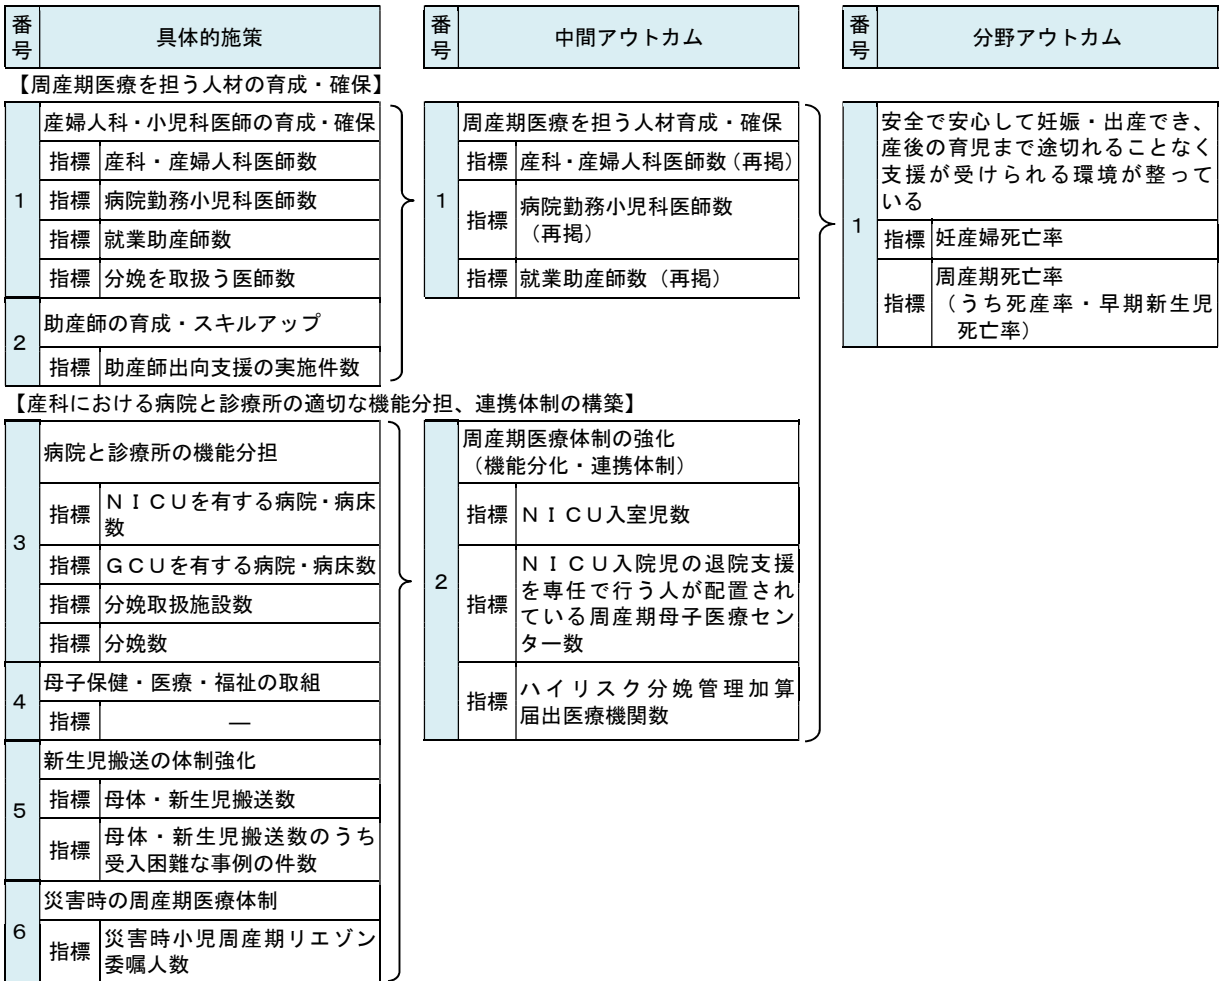 番号
具体的施策
番号
中間アウトカム
番号
分野アウトカム
【周産期医療を担う人材の育成・確保】
1
産婦人科・小児科医師の育成・確保
指標 産科・産婦人科医師数
指標 病院勤務小児科医師数
指標 就業助産師数
指標 分娩を取扱う医師数
2
助産師の育成・スキルアップ
指標 助産師出向支援の実施件数
1
周産期医療を担う人材育成・確保
指標 産科・産婦人科医師数（再掲）
指標 病院勤務小児科医師数
（再掲）
指標 就業助産師数（再掲）
1
安全で安心して妊娠・出産でき、
産後の育児まで途切れることなく
支援が受けられる環境が整って
いる
指標 妊産婦死亡率
指標 周産期死亡率
（うち死産率・早期新生児
死亡率）
【産科における病院と診療所の適切な機能分担、連携体制の構築】
3
病院と診療所の機能分担
指標 ＮＩＣＵを有する病院・病床
数
指標 ＧＣＵを有する病院・病床数
指標 分娩取扱施設数
指標 分娩数
4
母子保健・医療・福祉の取組
指標 ―
5
新生児搬送の体制強化
指標 母体・新生児搬送数
指標 母体・新生児搬送数のうち
受入困難な事例の件数
6
災害時の周産期医療体制
指標 災害時小児周産期リエゾン
委嘱人数
2
周産期医療体制の強化
（機能分化・連携体制）
指標 ＮＩＣＵ入室児数
指標 ＮＩＣＵ入院児の退院支援
を専任で行う人が配置され
ている周産期母子医療セン
ター数
指標 ハイリスク分娩管理加算
届出医療機関数